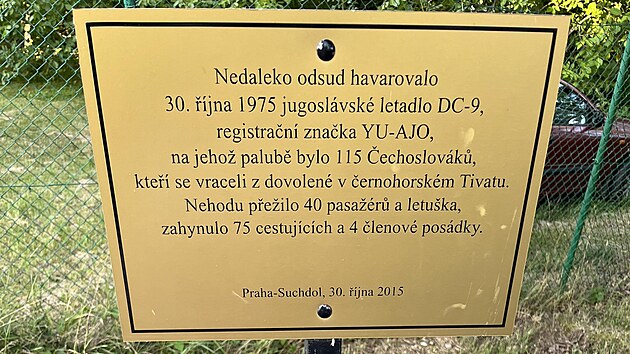 Nedaleko odsud havarovalo
30. října 1975 jugoslávské letadlo DC-9,
registrační značka YU-AJO,
na jehož palubě bylo 115 Čechoslováků,
kteří se vraceli z dovolené v černohorském Tivatu.
Nehodu přežilo 40 pasažérů a letuška,
zahynulo 75 cestujících a 4 členové posádky.
Praha-Suchdol, 30. října 2015